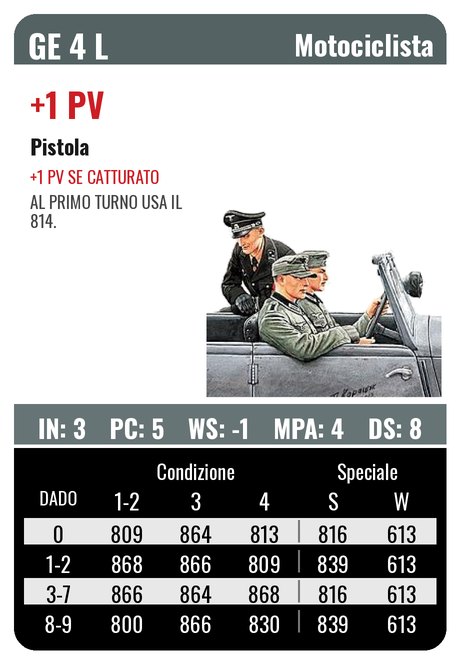 GE 4 L Motociclista
+1 PV
Pistola
+1 PV SE CATTURATO
AL PRIMO TURNO USA IL
814.
IN: 3 PC: 5 WS: -1 MPA: 4 DS: 8
Condizione Speciale
DADO 1-2 3 4 S W
0 809 864 813 816 613
1-2 868 866 809 839 613
3-7 866 864 868 816 613
8-9 800 866 830 839 613